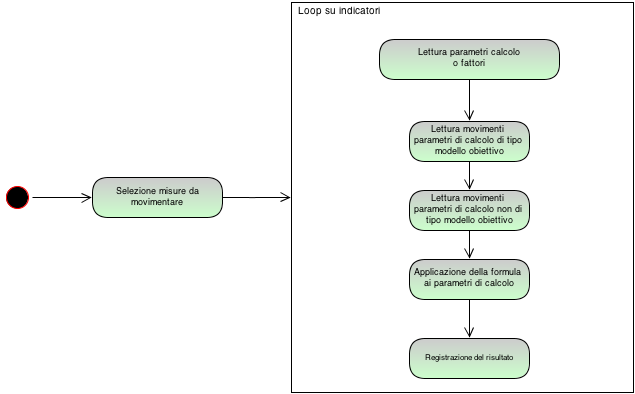 Loop su indicatori
Lettura parametri calcolo
o fattori
Lettura movimenti
parametri di calcolo di tipo
modello obiettivo
Selezione misure da
movimentare
Lettura movimenti
parametri di calcolo non di
tipo modello obiettivo
Applicazione della formula
ai parametri di calcolo
Registrazione del risultato